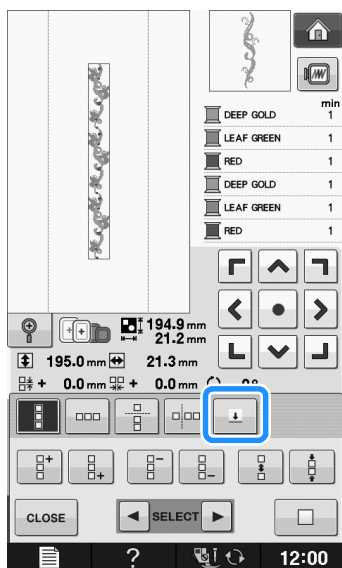 min
DEEP GOLD 1
LEAF GREEN 1
RED 1
DEEP GOLD 1
LEAF GREEN 1
RED 1
194.9 mm
21.2 mm
195.0 mm 21.3 mm
+ 0.0 mm + 0.0 mm 0°
CLOSE SELECT
? 12:00